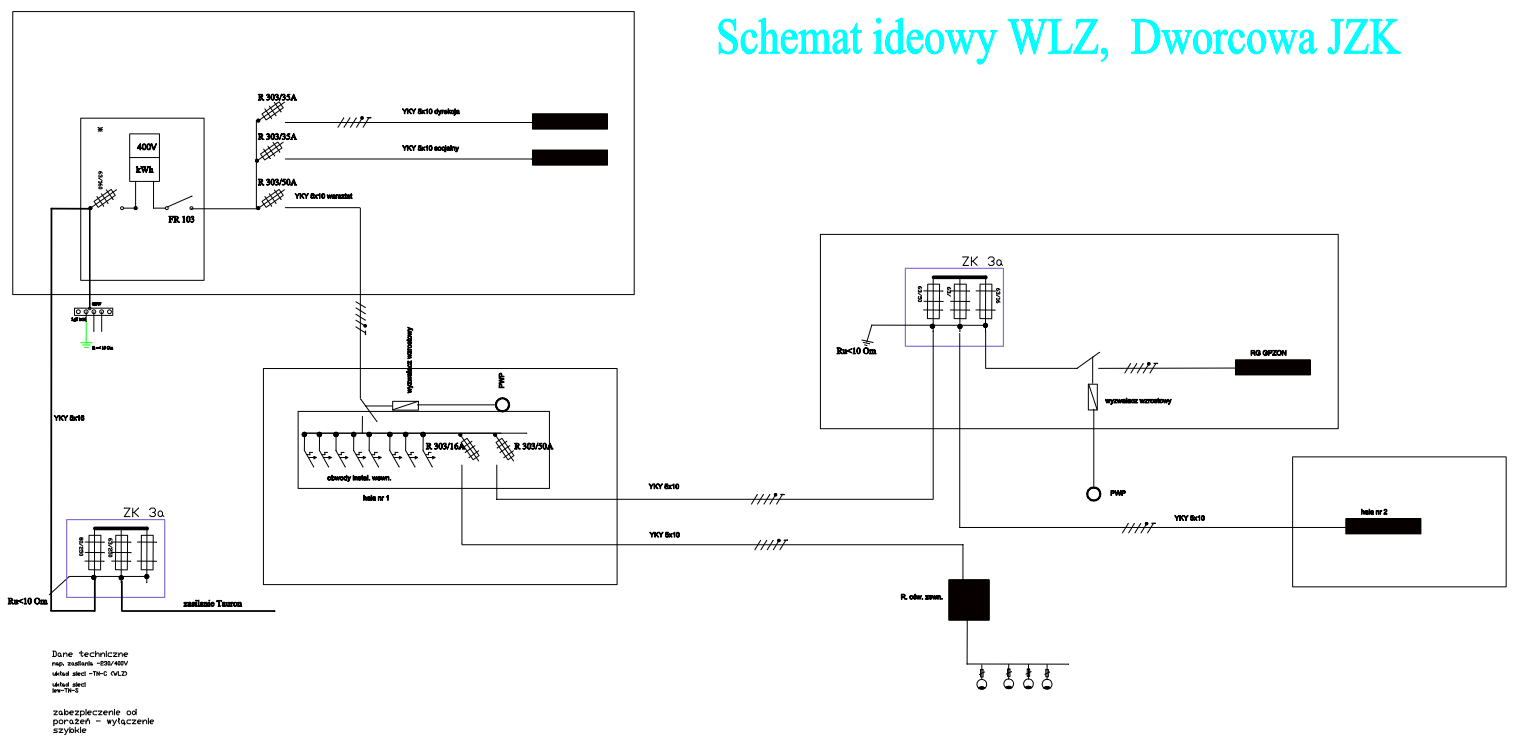 Schemat ideowy WLZ, Dworcowa JZK
R 303/35A
YKY 5x10 dyrekcja
R 303/35A
400V
YKY 5x10 socjalny
kWh
R 303/50A
YKY 5x10 warsztat
FR 103
ZK 3a
Ru<10 Om
RG GPZON
wyzwalacz wzrostowy
PWP
wyzwalacz wzrostowy
PWP
YKY 5x16
R 303/16A
R 303/50A
obwody instal. wewn.
hala nr 1
YKY 5x10
YKY 5x10
YKY 5x10
hala nr 2
ZK 3a
Ru<10 Om
zasilanie Tauron
R. ośw. zewn.
Dane techniczne
nap. zasilania ~230/400V
układ sieci -TN-C (WLZ)
układ sieci
zabezpieczenie od
porażeń - wyłączenie
szybkie